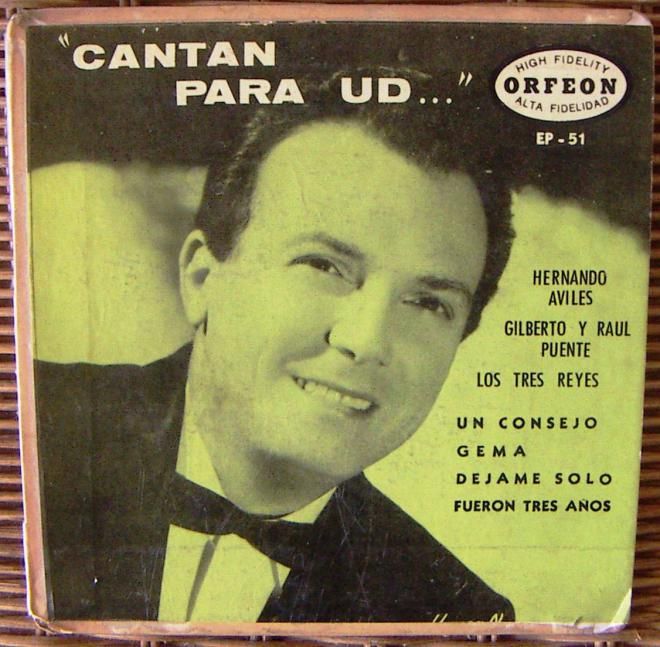 "CANTAN
PARA UD..."
HIGH FIDELITY
ORFEON
ALTA FIDELIDAD
EP - 51
HERNANDO
AVILES
GILBERTO Y RAUL
PUENTE
LOS TRES REYES
UN CONSEJO
GEMA
DEJAME SOLO
FUERON TRES AÑOS